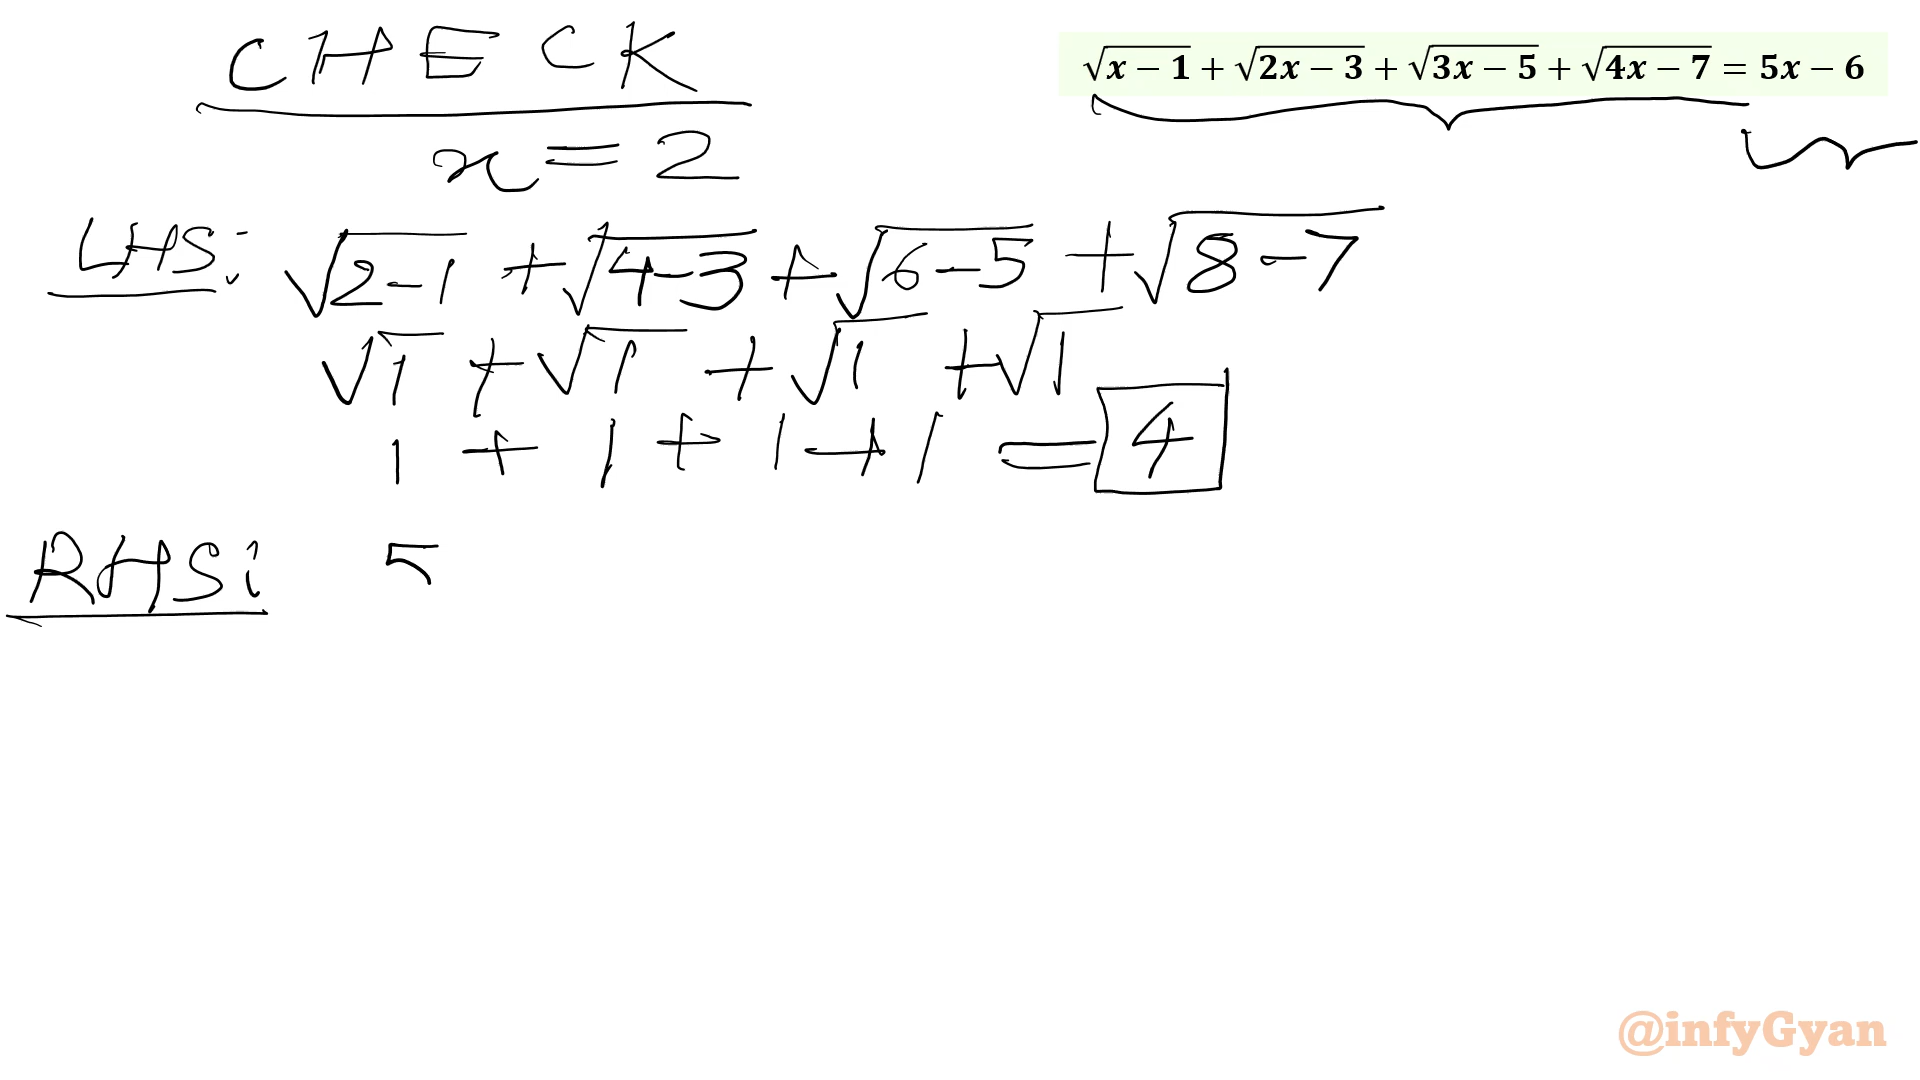 CHECK
√x − 1 + √2x − 3 + √3x − 5 + √4x − 7 = 5x − 6
x = 2
LHS: √2-1 + √4-3 + √6-5 + √8-7
√1 + √1 + √1 + √1
1 + 1 + 1 + 1 = 4
RHS: 5
@infyGyan